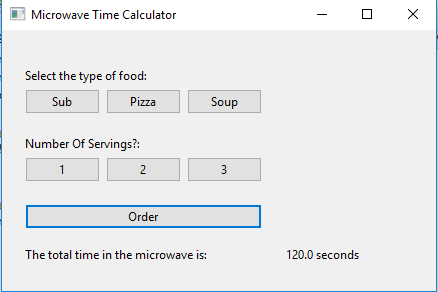 Microwave Time Calculator
Select the type of food:
Sub Pizza Soup
Number Of Servings?:
1 2 3
Order
The total time in the microwave is: 120.0 seconds